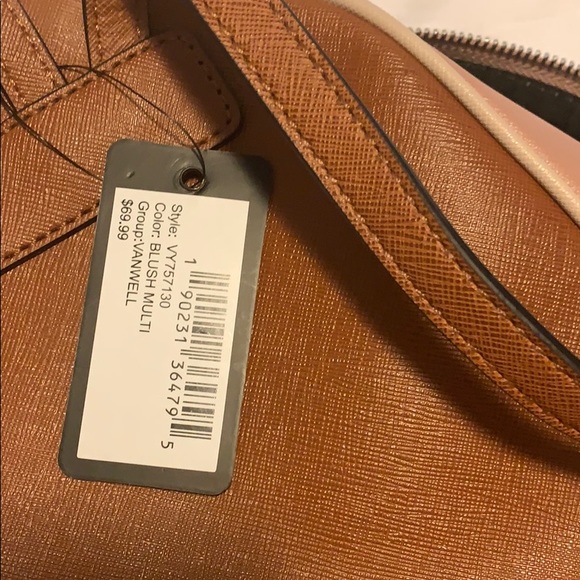 Style: VY757130
Color: BLUSH MULTI
Group:VANWELL
$69.99
1 90231 36479 5